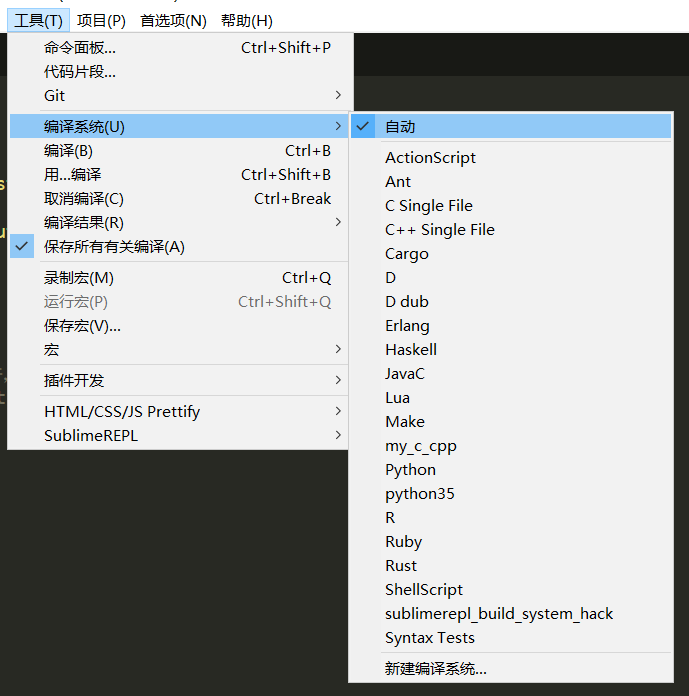 工具(T) 项目(P) 首选项(N) 帮助(H)
命令面板... Ctrl+Shift+P
代码片段...
Git
编译系统(U)
编译(B) Ctrl+B
用...编译 Ctrl+Shift+B
取消编译(C) Ctrl+Break
编译结果(R)
保存所有有关编译(A)
录制宏(M) Ctrl+Q
运行宏(P) Ctrl+Shift+Q
保存宏(V)...
宏
插件开发
HTML/CSS/JS Prettify
SublimeREPL
自动
ActionScript
Ant
C Single File
C++ Single File
Cargo
D
D dub
Erlang
Haskell
JavaC
Lua
Make
my_c_cpp
Python
python35
R
Ruby
Rust
ShellScript
sublimerepl_build_system_hack
Syntax Tests
新建编译系统...